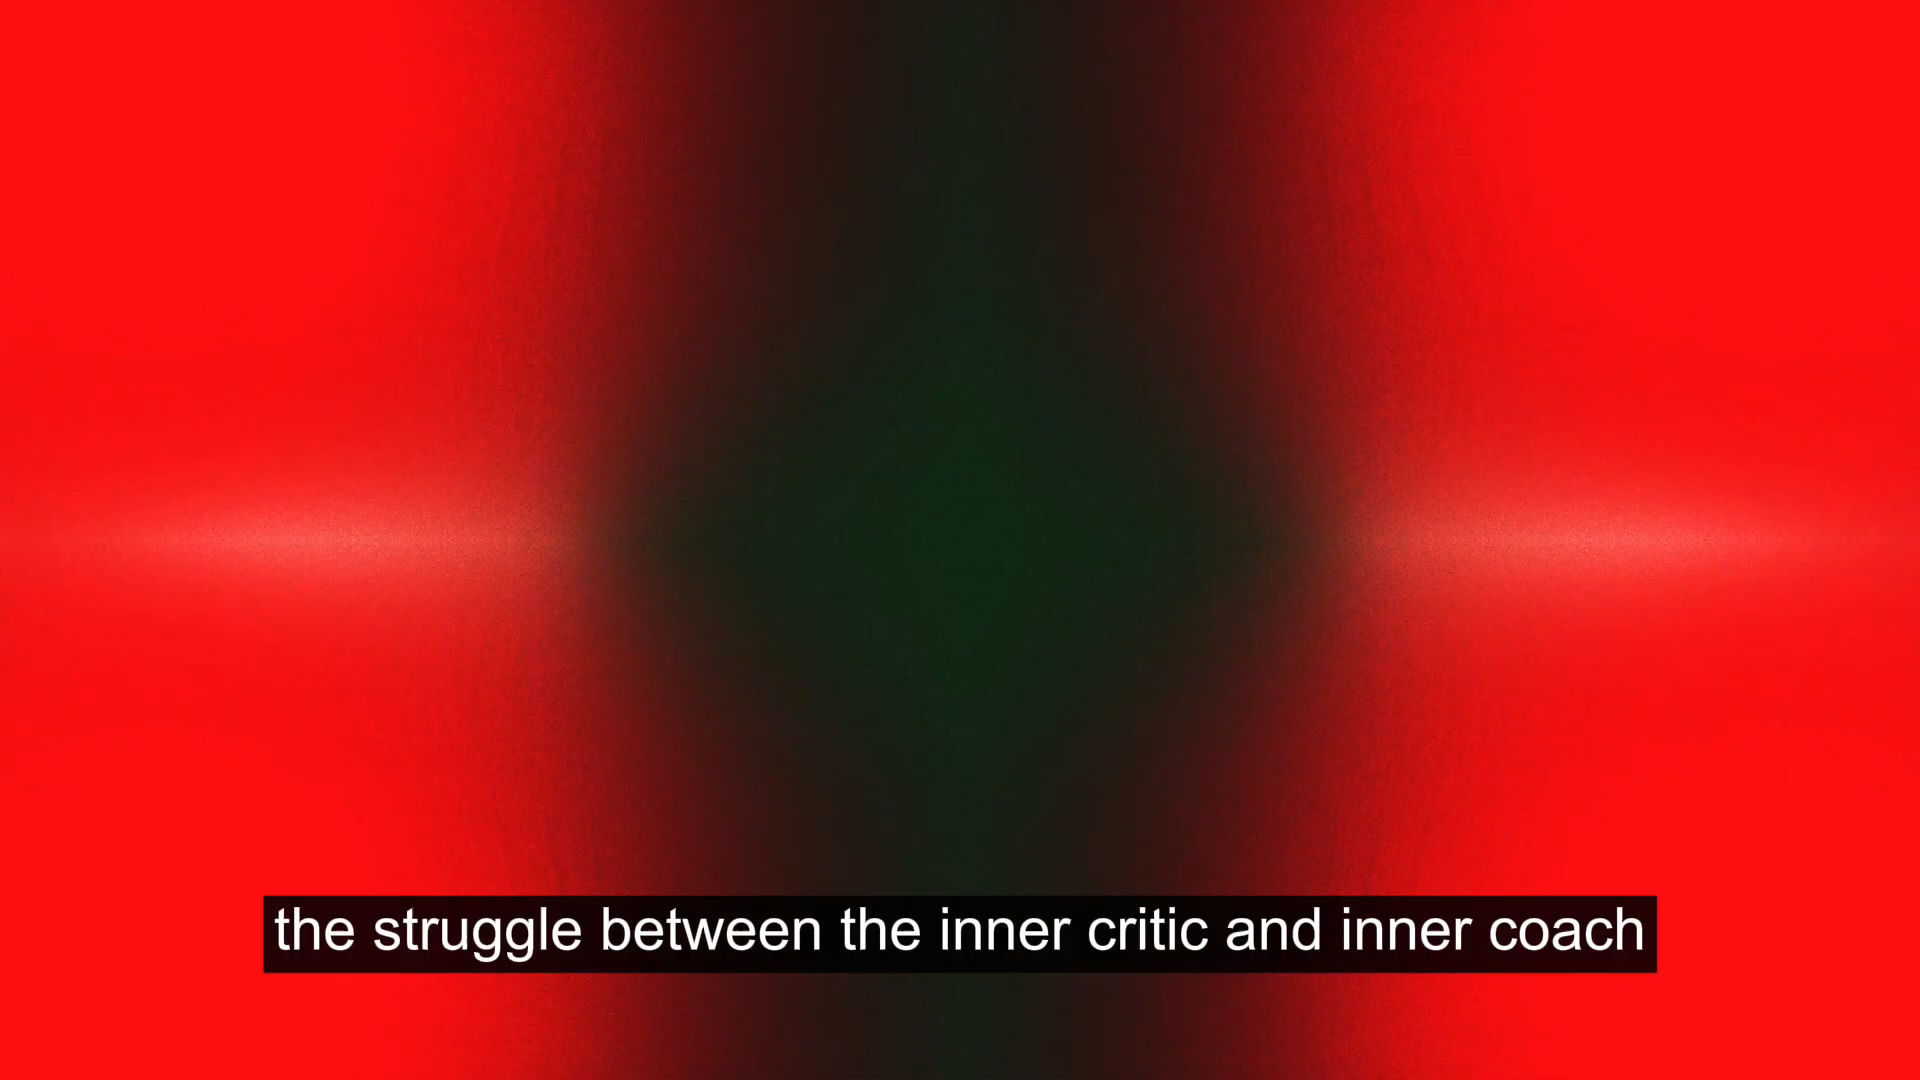 the struggle between the inner critic and inner coach